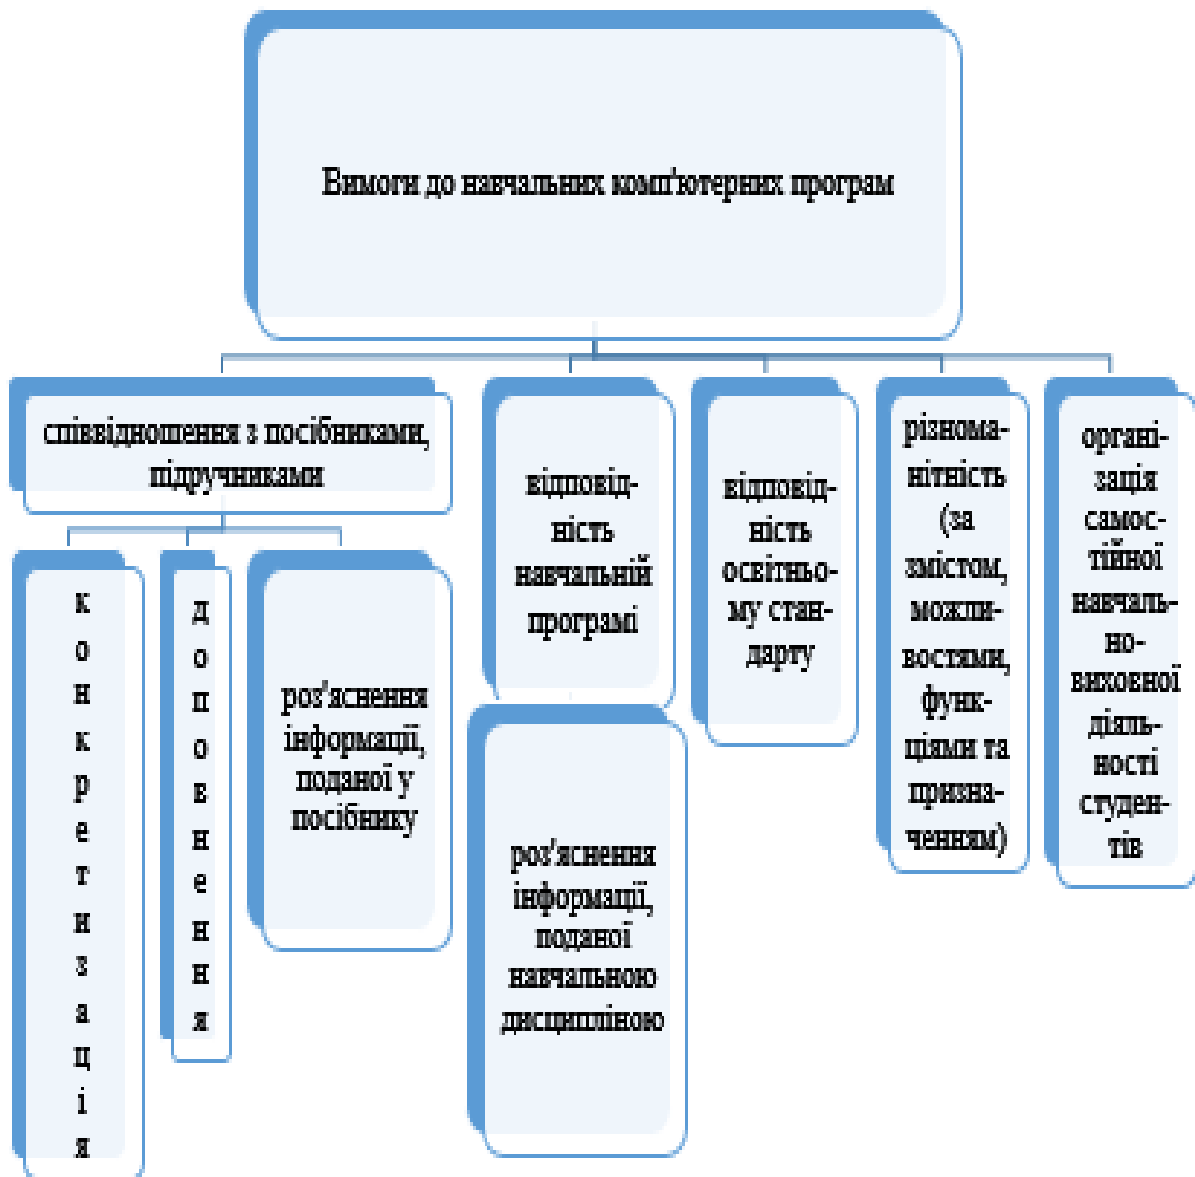 Вимоги до навчальних комп'ютерних програм
співвідношення з посібниками,
підручниками
к
о
н
к
р
е
т
и
з
а
ц
і
я
д
о
п
о
в
н
е
н
н
я
роз'яснення
інформації,
поданої у
посібнику
відповід-
ність
навчальній
програмі
роз'яснення
інформації,
поданої
навчальною
дисципліною
відповід-
ність
освітньо-
му стан-
дарту
різнома-
нітність
(за
змістом,
можли-
востями,
функ-
ціями та
призна-
ченням)
органі-
зація
самос-
тійної
навчаль-
но-
виховної
діяль-
ності
студен-
тів